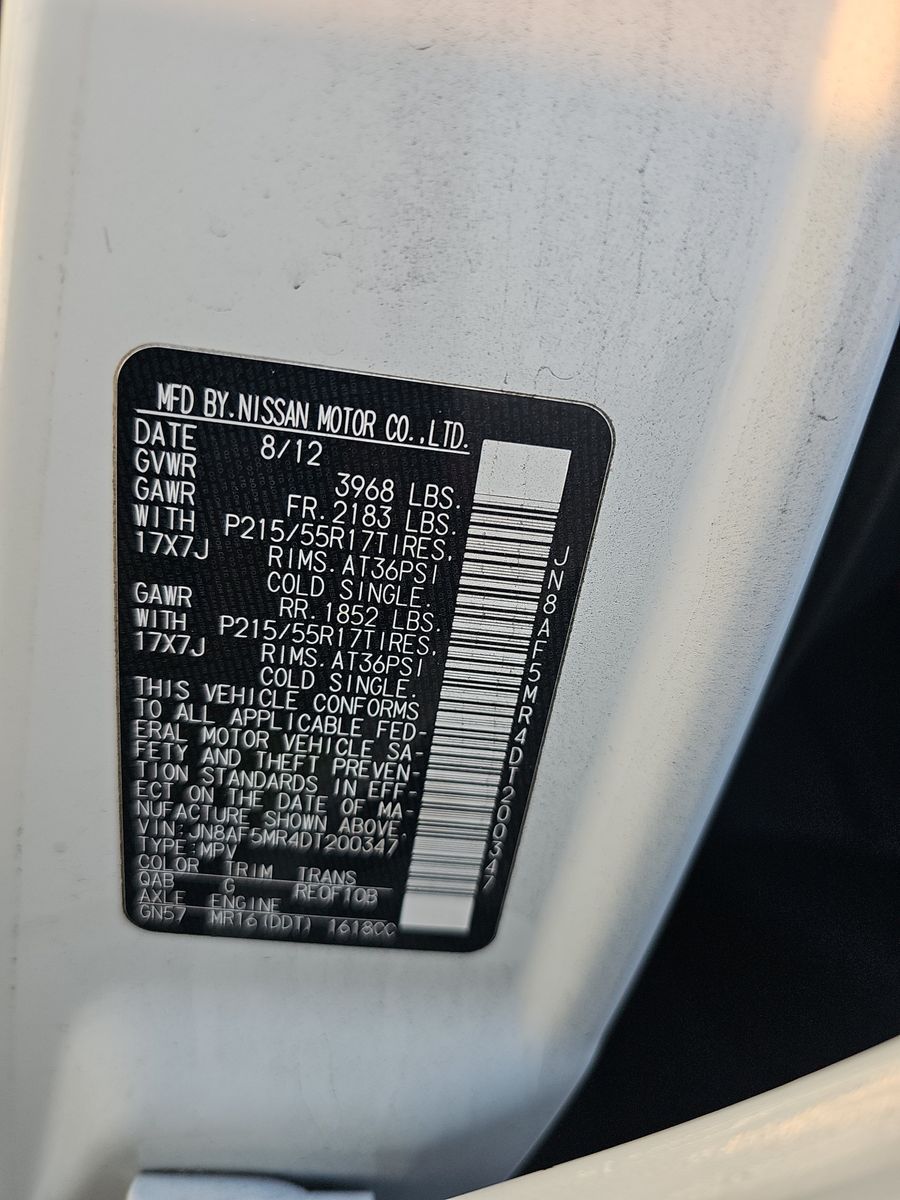 MFD BY.NISSAN MOTOR CO.,LTD.
DATE 8/12
GVWR 3968 LBS.
GAWR FR.2183 LBS.
WITH P215/55R17TIRES,
17X7J RIMS.AT36PSI
COLD SINGLE.
GAWR RR.1852 LBS.
WITH P215/55R17TIRES,
17X7J RIMS.AT36PSI
COLD SINGLE.
THIS VEHICLE CONFORMS
TO ALL APPLICABLE FED-
ERAL MOTOR VEHICLE SA-
FETY AND THEFT PREVEN-
TION STANDARDS IN EFF-
ECT ON THE DATE OF MA-
NUFACTURE SHOWN ABOVE.
VIN:JN8AF5MR4DT200347
TYPE:MPV
COLOR TRIM TRANS
QAB G RE0F10B
AXLE ENGINE
GN57 MR16(DDT) 1618CC
JN8AF5MR4DT200347